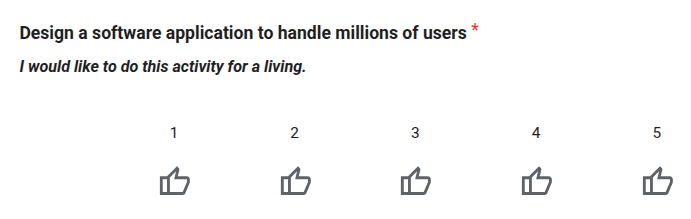 Design a software application to handle millions of users *
I would like to do this activity for a living.
1 2 3 4 5